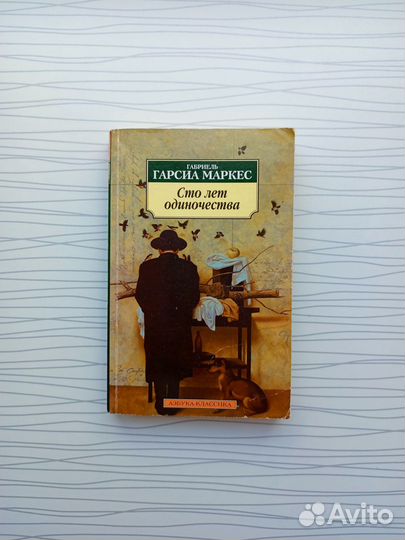 ГАБРИЕЛЬ
ГАРСИА МАРКЕС
Сто лет
одиночества
АЗБУКА-КЛАССИКА
Avito